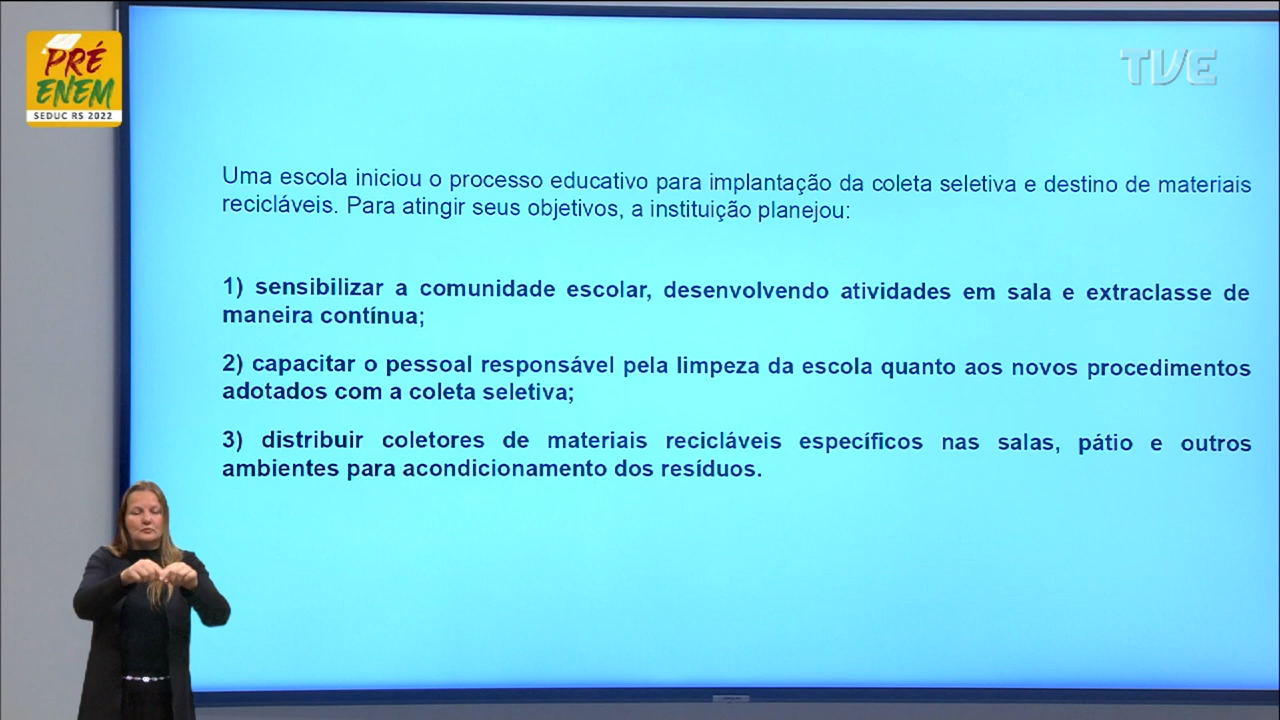 PRÉ
ENEM
SEDUC RS 2022
TVE
Uma escola iniciou o processo educativo para implantação da coleta seletiva e destino de materiais
recicláveis. Para atingir seus objetivos, a instituição planejou:
1) sensibilizar a comunidade escolar, desenvolvendo atividades em sala e extraclasse de
maneira contínua;
2) capacitar o pessoal responsável pela limpeza da escola quanto aos novos procedimentos
adotados com a coleta seletiva;
3) distribuir coletores de materiais recicláveis específicos nas salas, pátio e outros
ambientes para acondicionamento dos resíduos.